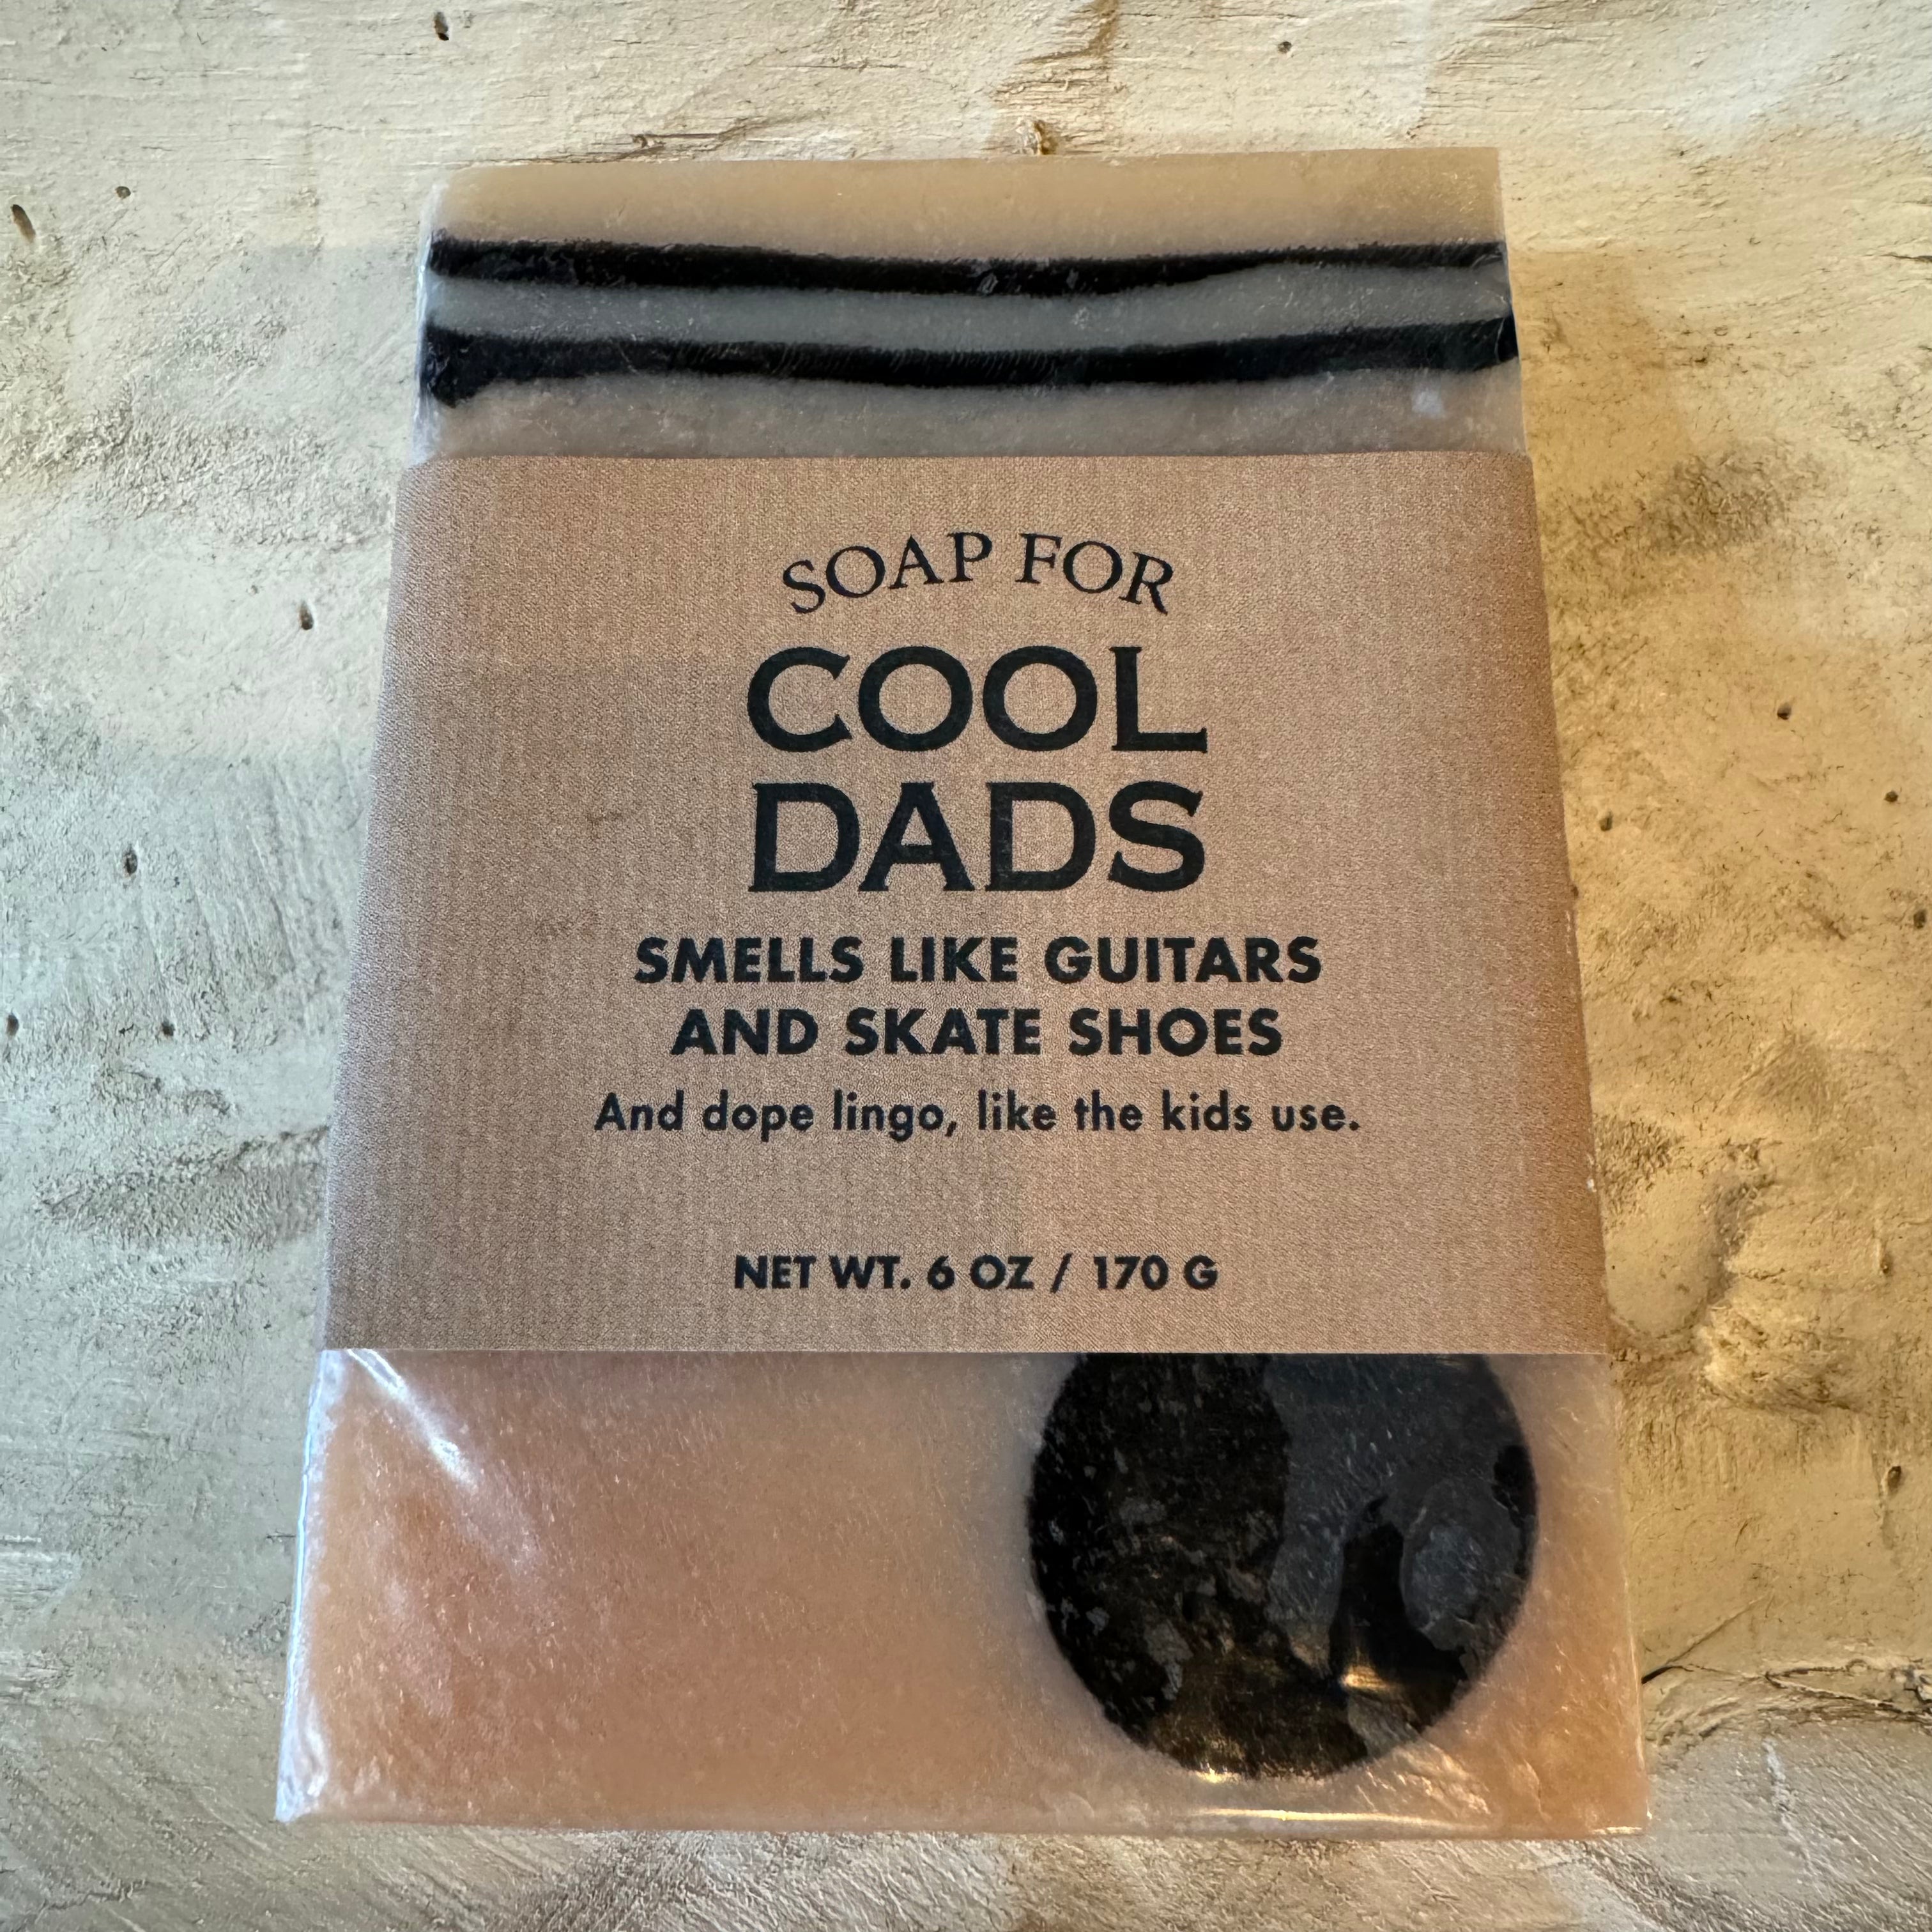 SOAP FOR
COOL
DADS
SMELLS LIKE GUITARS
AND SKATE SHOES
And dope lingo, like the kids use.
NET WT. 6 OZ / 170 G